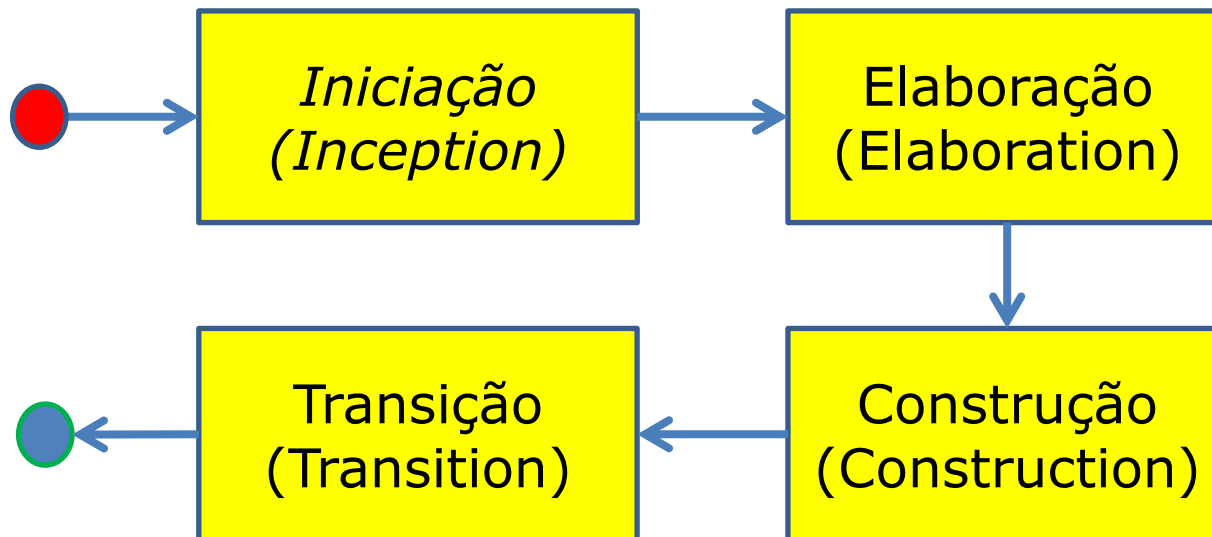 Iniciação
(Inception)
Elaboração
(Elaboration)
Transição
(Transition)
Construção
(Construction)